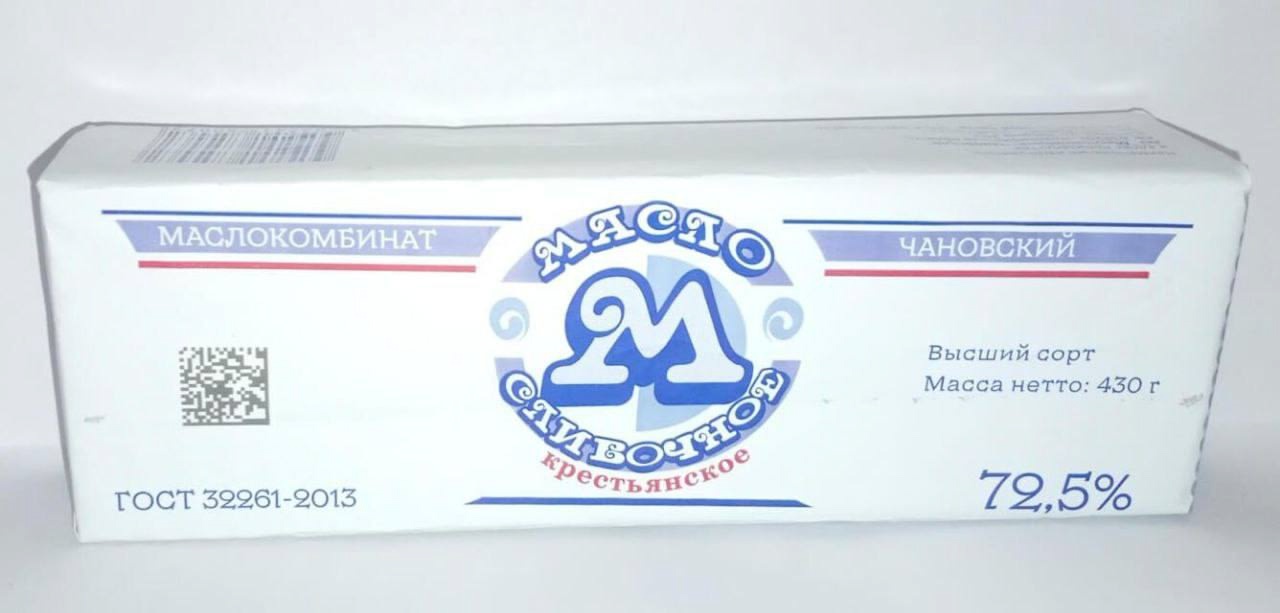 МАСЛОКОМБИНАТ
ЧАНОВСКИЙ
МАСЛО
М
СЛИВОЧНОЕ
крестьянское
Высший сорт
Масса нетто: 430 г
ГОСТ 32261-2013
72,5%